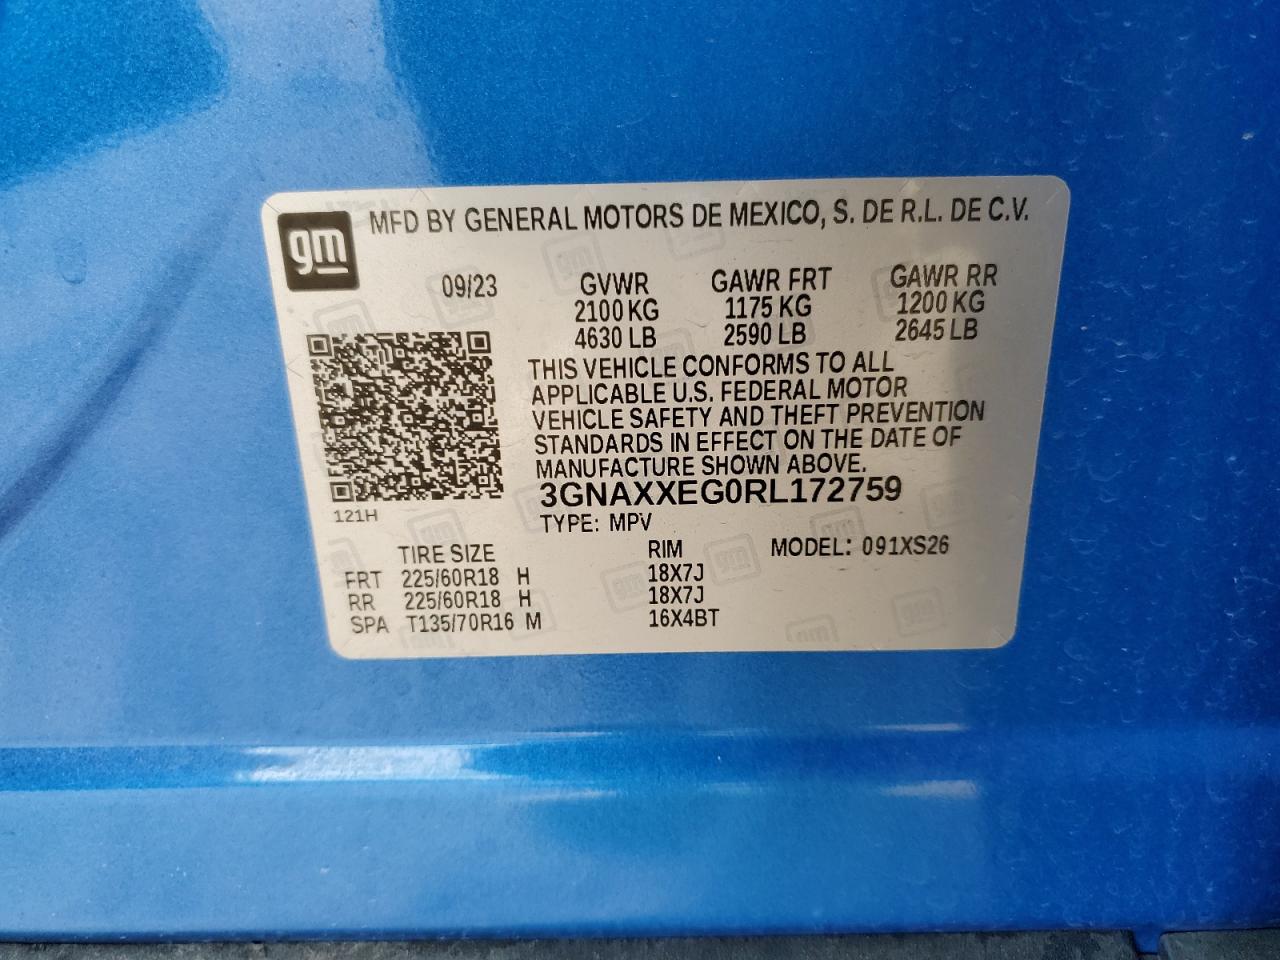 gm MFD BY GENERAL MOTORS DE MEXICO, S. DE R.L. DE C.V.
09/23 GVWR GAWR FRT GAWR RR
2100 KG 1175 KG 1200 KG
4630 LB 2590 LB 2645 LB
THIS VEHICLE CONFORMS TO ALL
APPLICABLE U.S. FEDERAL MOTOR
VEHICLE SAFETY AND THEFT PREVENTION
STANDARDS IN EFFECT ON THE DATE OF
MANUFACTURE SHOWN ABOVE.
3GNAXXEG0RL172759
121H
TYPE: MPV
TIRE SIZE RIM MODEL: 091XS26
FRT 225/60R18 H 18X7J
RR 225/60R18 H 18X7J
SPA T135/70R16 M 16X4BT